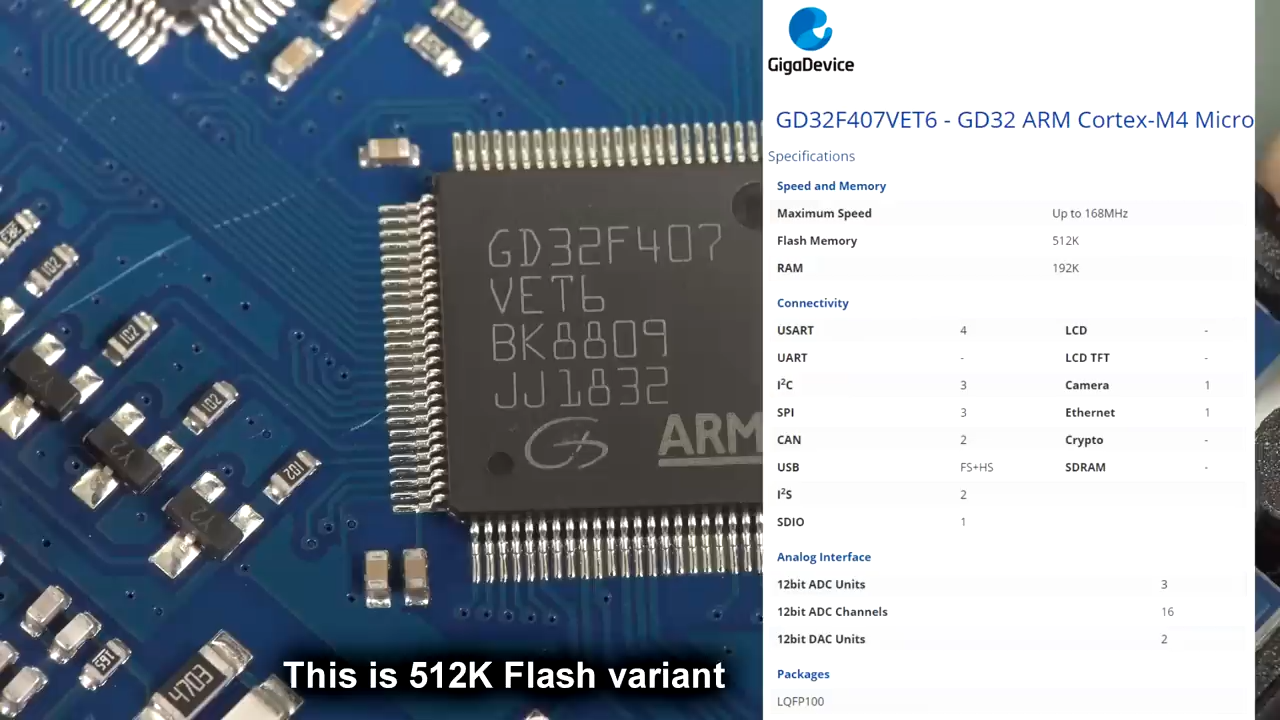 GD32F407
VET6
BK8809
JJ1832
ARM
Y2
Y2
Y2
102
102
102
102
4703
This is 512K Flash variant
GigaDevice
GD32F407VET6 - GD32 ARM Cortex-M4 Micro
Specifications
Speed and Memory
Maximum Speed Up to 168MHz
Flash Memory 512K
RAM 192K
Connectivity
USART 4 LCD -
UART - LCD TFT -
I²C 3 Camera 1
SPI 3 Ethernet 1
CAN 2 Crypto -
USB FS+HS SDRAM -
I²S 2
SDIO 1
Analog Interface
12bit ADC Units 3
12bit ADC Channels 16
12bit DAC Units 2
Packages
LQFP100